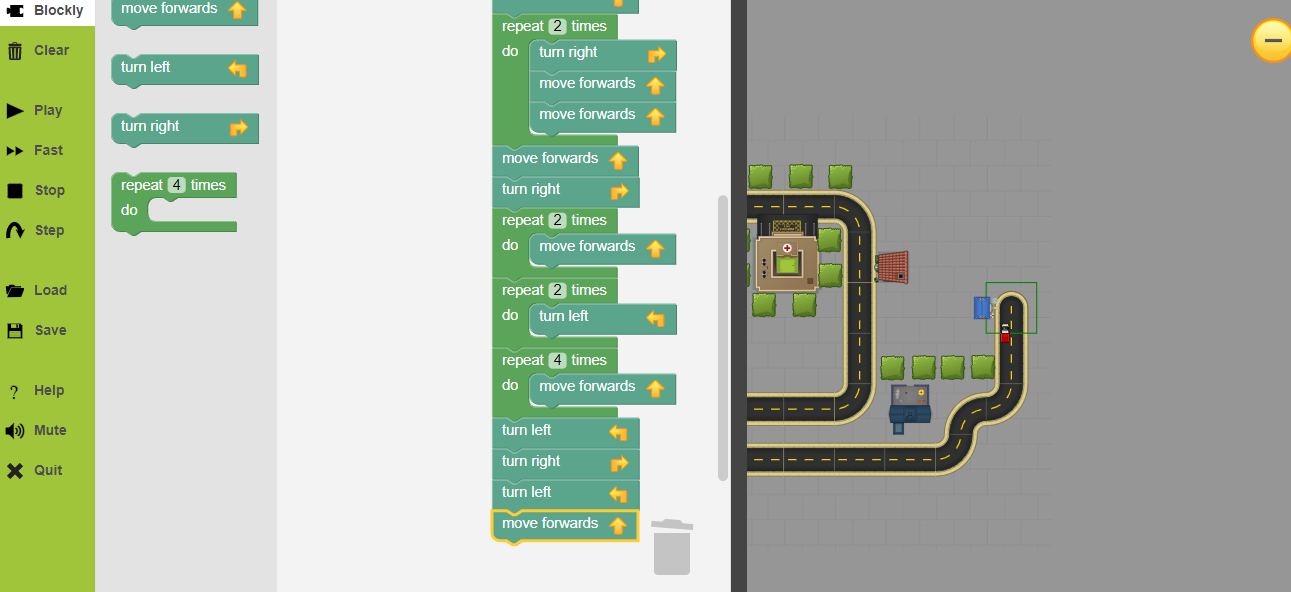 Blockly
Clear
Play
Fast
Stop
Step
Load
Save
? Help
Mute
Quit
move forwards
turn left
turn right
repeat 4 times
do
repeat 2 times
do turn right
move forwards
move forwards
move forwards
turn right
repeat 2 times
do move forwards
repeat 2 times
do turn left
repeat 4 times
do move forwards
turn left
turn right
turn left
move forwards